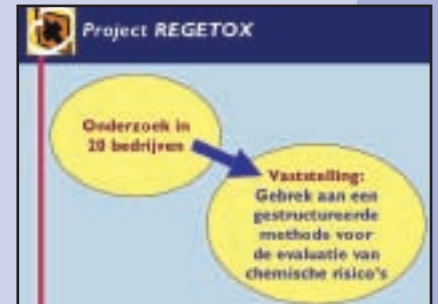 Project REGETOX
Onderzoek in
20 bedrijven
Vaststelling:
Gebrek aan een
gestructureerde
methode voor
de evaluatie van
chemische risico's